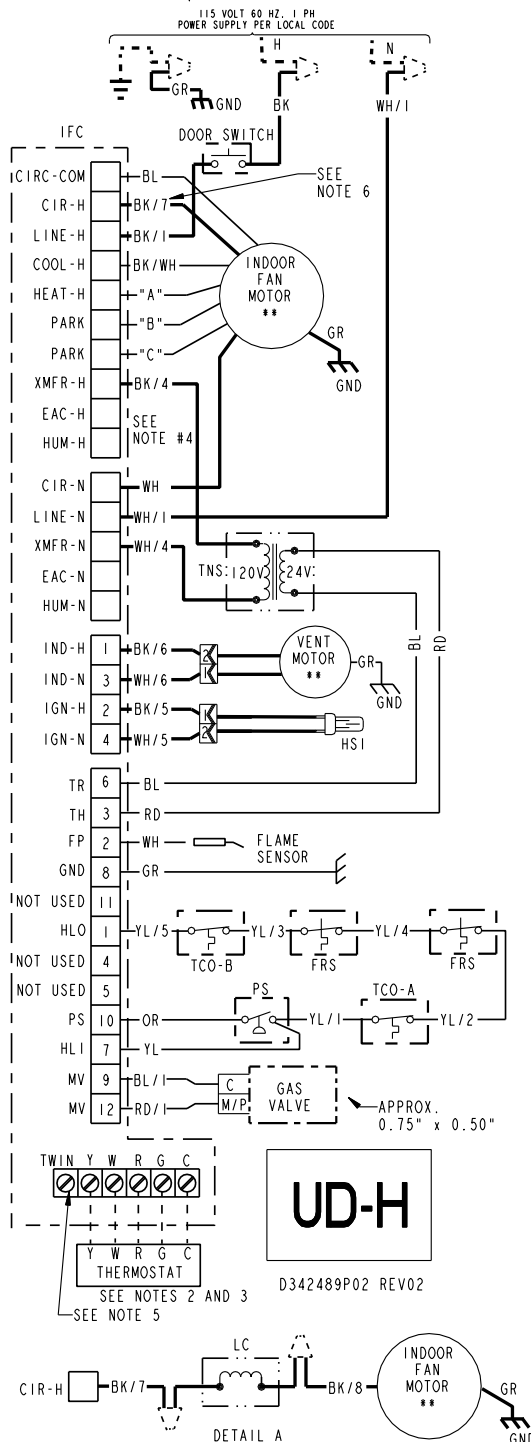 115 VOLT 60 HZ. 1 PH
POWER SUPPLY PER LOCAL CODE
H
N
GR
GND
BK
WH/1
IFC
DOOR SWITCH
CIRC-COM
BL
SEE
NOTE 6
CIR-H
BK/7
LINE-H
BK/1
COOL-H
BK/WH
INDOOR
FAN
MOTOR
**
HEAT-H
"A"
PARK
"B"
GR
PARK
"C"
GND
XMFR-H
BK/4
EAC-H
SEE
NOTE #4
HUM-H
CIR-N
WH
LINE-N
WH/1
XMFR-N
WH/4
TNS:
120V
24V
EAC-N
HUM-N
BL
RD
IND-H
1
BK/6
2
VENT
MOTOR
**
GR
GND
IND-N
3
WH/6
1
IGN-H
2
BK/5
1
IGN-N
4
WH/5
2
HSI
TR
6
BL
TH
3
RD
FP
2
WH
FLAME
SENSOR
GND
8
GR
NOT USED
11
HLO
1
YL/5
YL/3
YL/4
TCO-B
FRS
FRS
NOT USED
4
NOT USED
5
PS
TCO-A
PS
10
OR
YL/1
YL/2
HLI
7
YL
MV
9
BL/1
C
GAS
VALVE
MV
12
RD/1
M/P
APPROX.
0.75" x 0.50"
TWIN Y W R G C
Y W R G C
THERMOSTAT
SEE NOTES 2 AND 3
SEE NOTE 5
UD-H
D342489P02 REV02
LC
CIR-H
BK/7
BK/8
INDOOR
FAN
MOTOR
**
GR
GND
DETAIL A